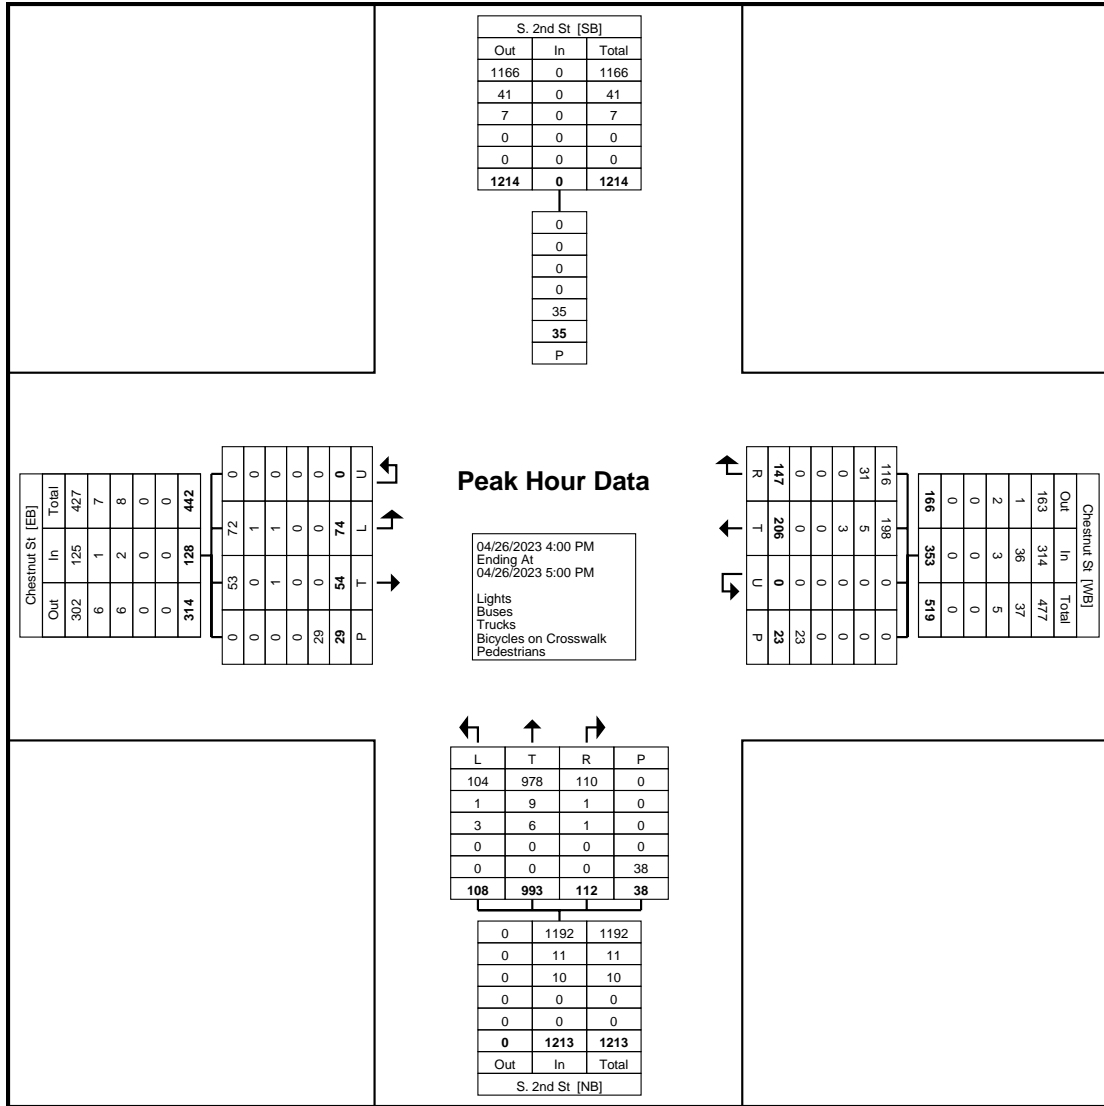 S. 2nd St [SB]
Out In Total
1166 0 1166
41 0 41
7 0 7
0 0 0
0 0 0
1214 0 1214
0
0
0
0
35
35
P
Chestnut St [EB]
Total 427 7 8 0 0 442
In 125 1 2 0 0 128
Out 302 6 6 0 0 314
0 0 0 0 0 0 U
72 1 1 0 0 74 L
53 0 1 0 0 54 T
0 0 0 0 29 29 P
Peak Hour Data
04/26/2023 4:00 PM
Ending At
04/26/2023 5:00 PM
Lights
Buses
Trucks
Bicycles on Crosswalk
Pedestrians
R 147 0 0 0 31 116
T 206 0 0 3 5 198
U 0 0 0 0 0 0
P 23 23 0 0 0 0
Chestnut St [WB]
Out 163 1 2 0 0 166
In 314 36 3 0 0 353
Total 477 37 5 0 0 519
L T R P
104 978 110 0
1 9 1 0
3 6 1 0
0 0 0 0
0 0 0 38
108 993 112 38
0 1192 1192
0 11 11
0 10 10
0 0 0
0 0 0
0 1213 1213
Out In Total
S. 2nd St [NB]